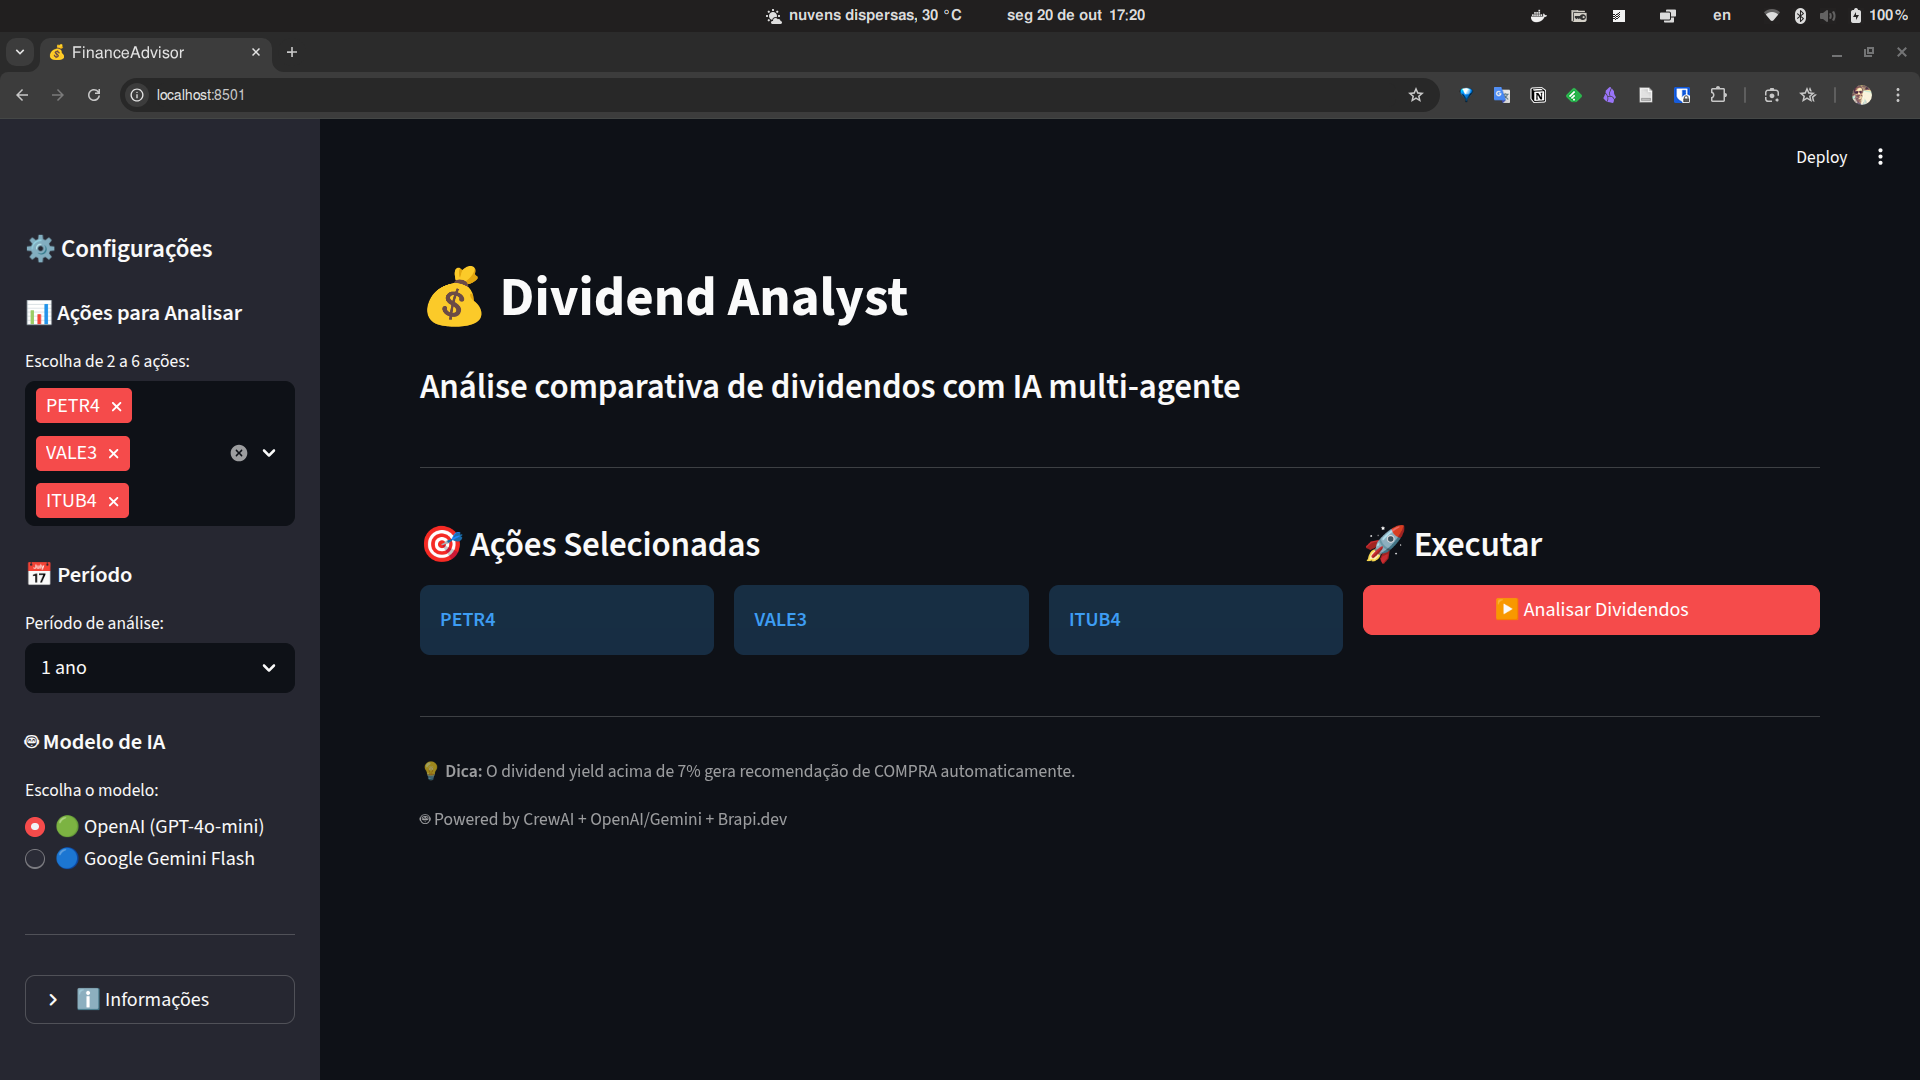 nuvens dispersas, 30 °C seg 20 de out 17:20
en 100%
FinanceAdvisor
localhost:8501
Deploy
Configurações
Ações para Analisar
Escolha de 2 a 6 ações:
PETR4
VALE3
ITUB4
Período
Período de análise:
1 ano
Modelo de IA
Escolha o modelo:
OpenAI (GPT-4o-mini)
Google Gemini Flash
Informações
Dividend Analyst
Análise comparativa de dividendos com IA multi-agente
Ações Selecionadas
PETR4 VALE3 ITUB4
Executar
Analisar Dividendos
Dica: O dividend yield acima de 7% gera recomendação de COMPRA automaticamente.
Powered by CrewAI + OpenAI/Gemini + Brapi.dev